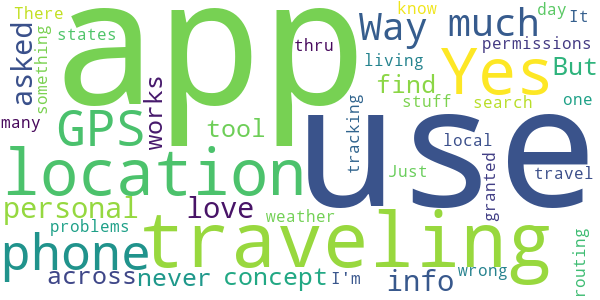 There
know
day
It
app
Way
much
asked
states
something
thru
Yes
permissions
living
But
find
works
many
GPS
tool
stuff
search
one
use
tracking
local
location
Just
travel
granted
personal
love
weather
traveling
problems
phone
routing
across
never
concept
I'm
info
wrong